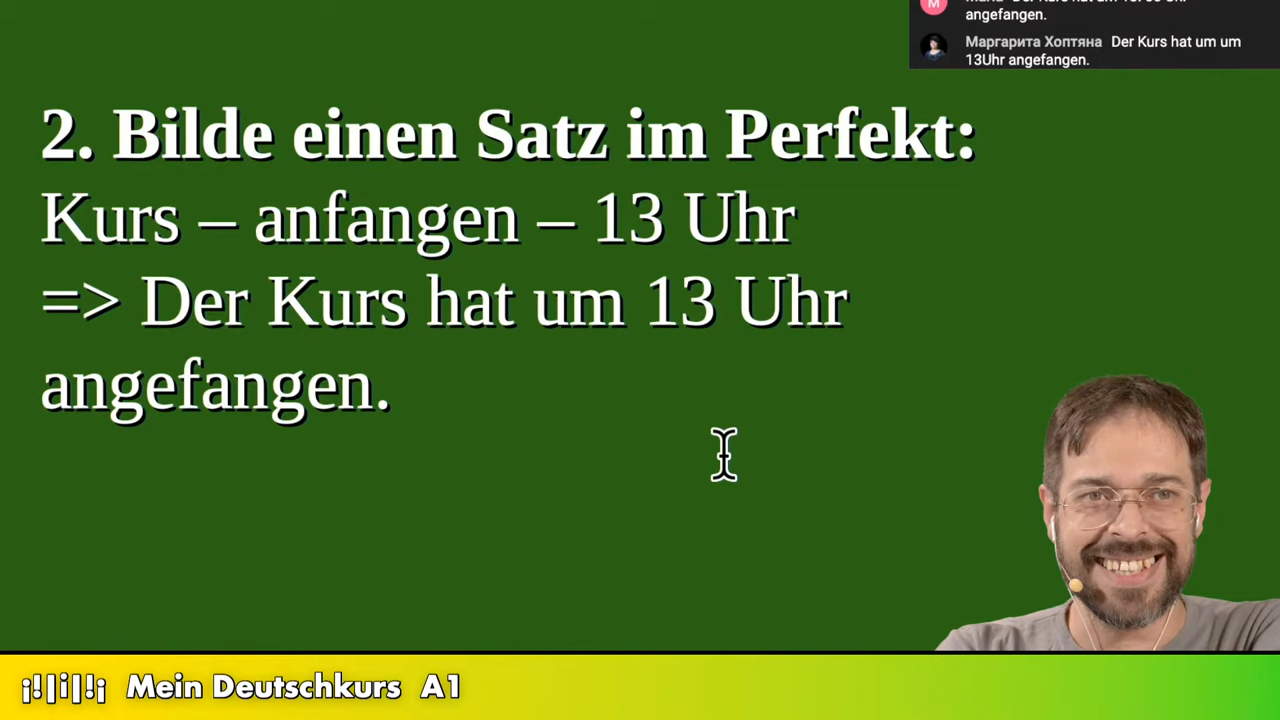 angefangen.
Маргарита Хоптяна Der Kurs hat um um
13Uhr angefangen.
2. Bilde einen Satz im Perfekt:
Kurs – anfangen – 13 Uhr
=> Der Kurs hat um 13 Uhr
angefangen.
¡!|i|!¡ Mein Deutschkurs A1